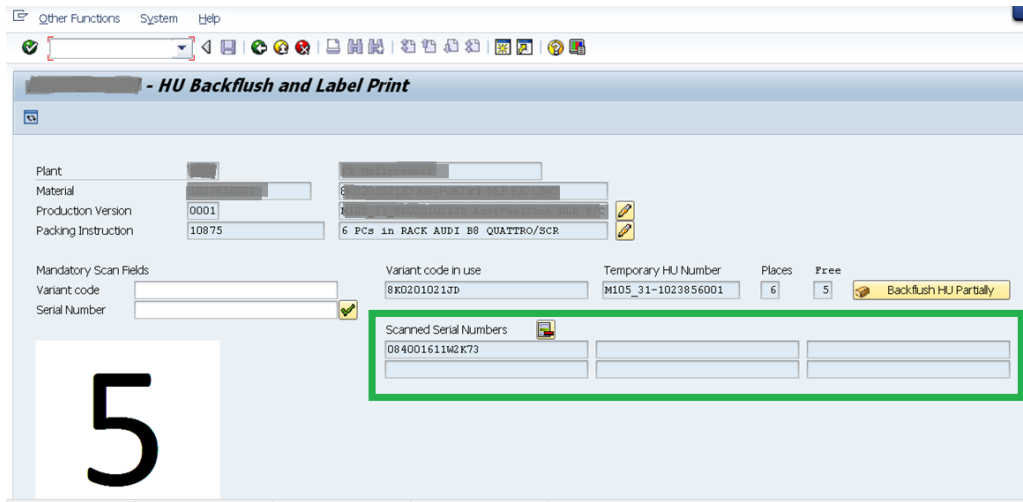 Other Functions System Help
- HU Backflush and Label Print
Plant
Material
Production Version 0001
Packing Instruction 10875 6 PCs in RACK AUDI B8 QUATTRO/SCR
Mandatory Scan Fields Variant code in use Temporary HU Number Places Free
Variant code 8K0201021JD M105_31-1023856001 6 5 Backflush HU Partially
Serial Number
Scanned Serial Numbers
084001611W2K73
5